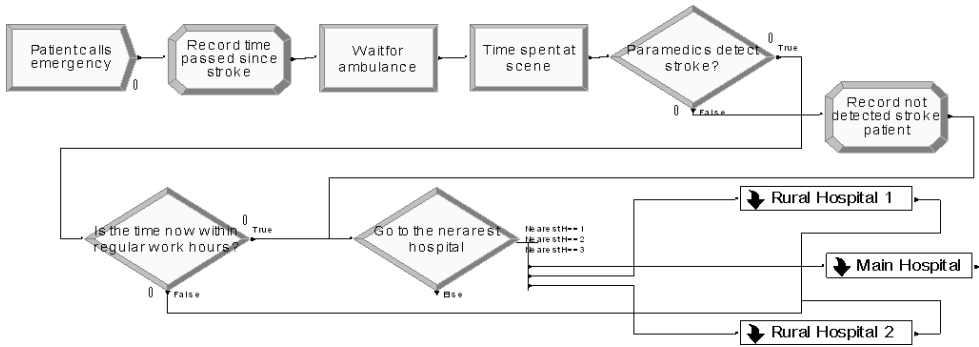 Patient calls
emergency
0
Record time
passed since
stroke
Wait for
ambulance
Time spent at
scene
Paramedics detect
stroke?
0
True
0
False
Record not
detected stroke
patient
Is the time now within
regular work hours?
0
True
0
False
Go to the nerarest
hospital
NearestH==1
NearestH==2
NearestH==3
Else
Rural Hospital 1
Main Hospital
Rural Hospital 2